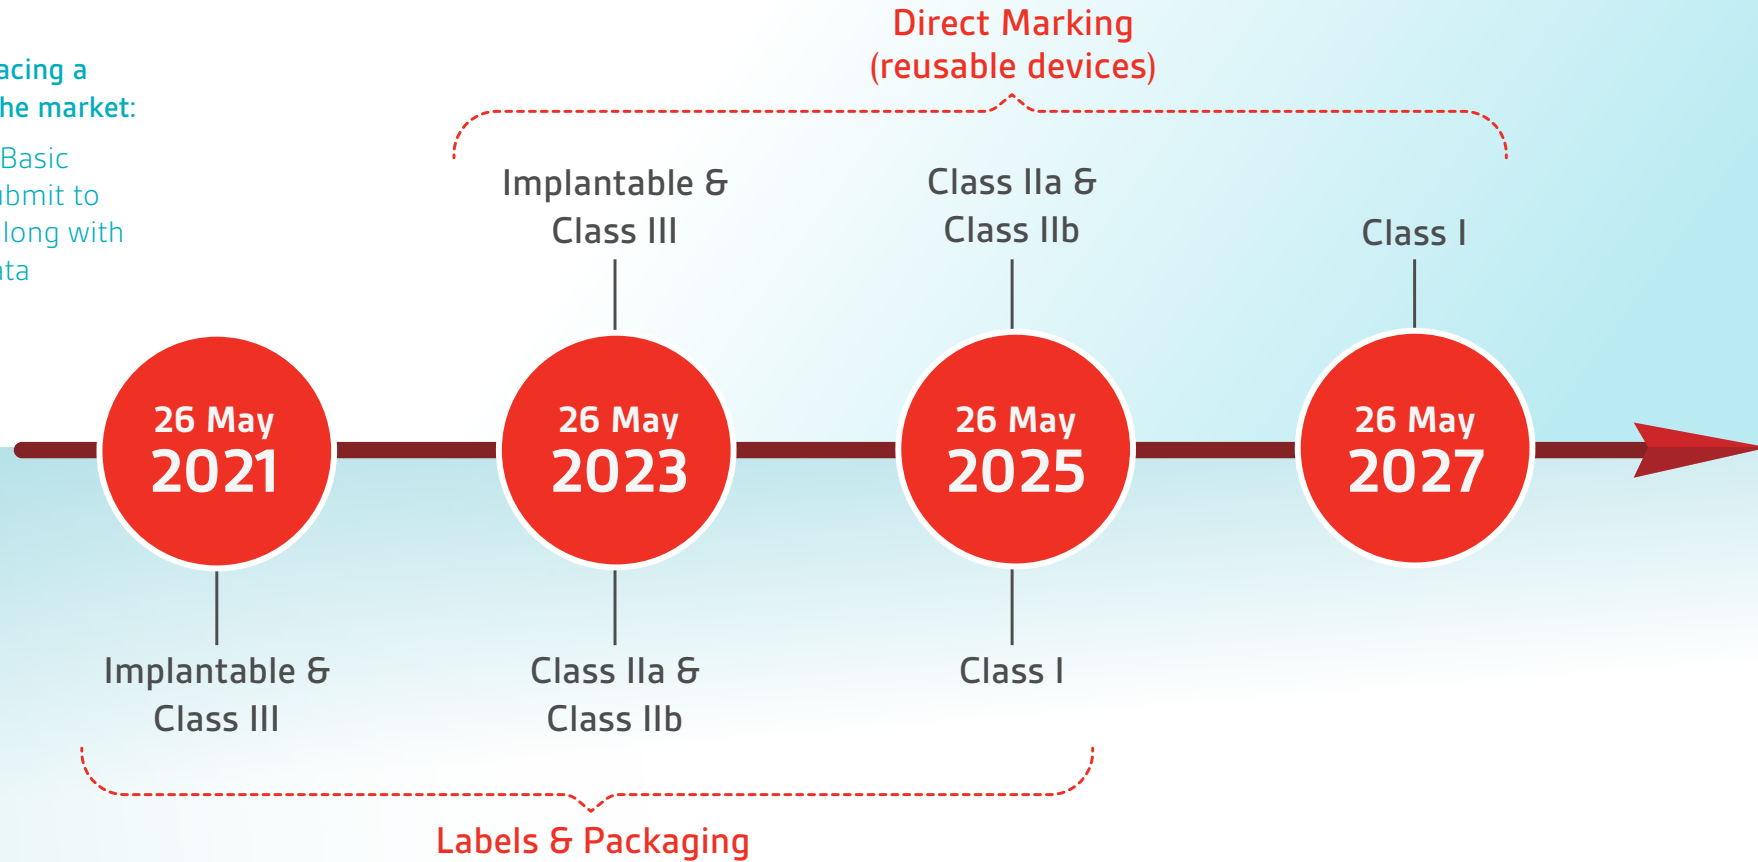 Direct Marking
(reusable devices)
acing a
he market:
Basic
ubmit to
long with
ata
Implantable &
Class III
Class IIa &
Class IIb
Class I
26 May
2021
26 May
2023
26 May
2025
26 May
2027
Implantable &
Class III
Class IIa &
Class IIb
Class I
Labels & Packaging